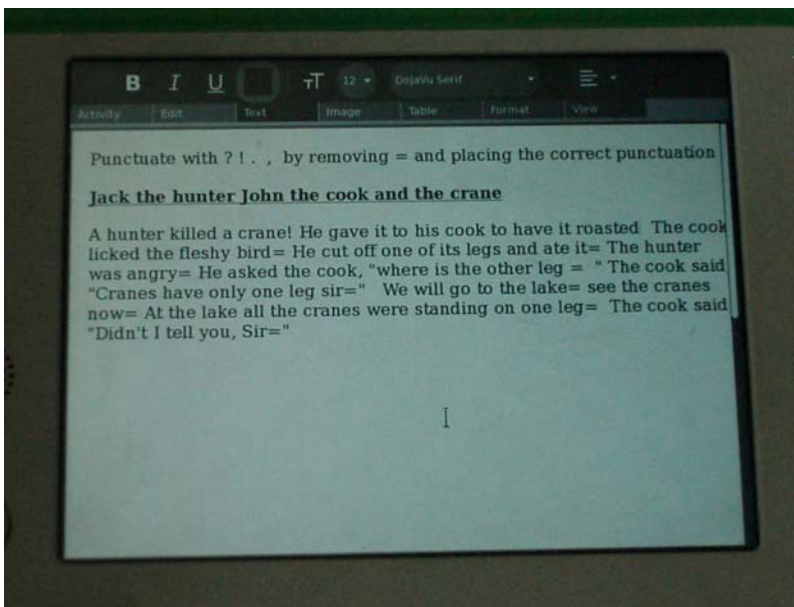 B I U TT 12 DejaVu Serif
Activity Edit Text Image Table Format View
Punctuate with ? ! . , by removing = and placing the correct punctuation
Jack the hunter John the cook and the crane
A hunter killed a crane! He gave it to his cook to have it roasted The cook
licked the fleshy bird= He cut off one of its legs and ate it= The hunter
was angry= He asked the cook, "where is the other leg = " The cook said
"Cranes have only one leg sir=" We will go to the lake= see the cranes
now= At the lake all the cranes were standing on one leg= The cook said
"Didn't I tell you, Sir="